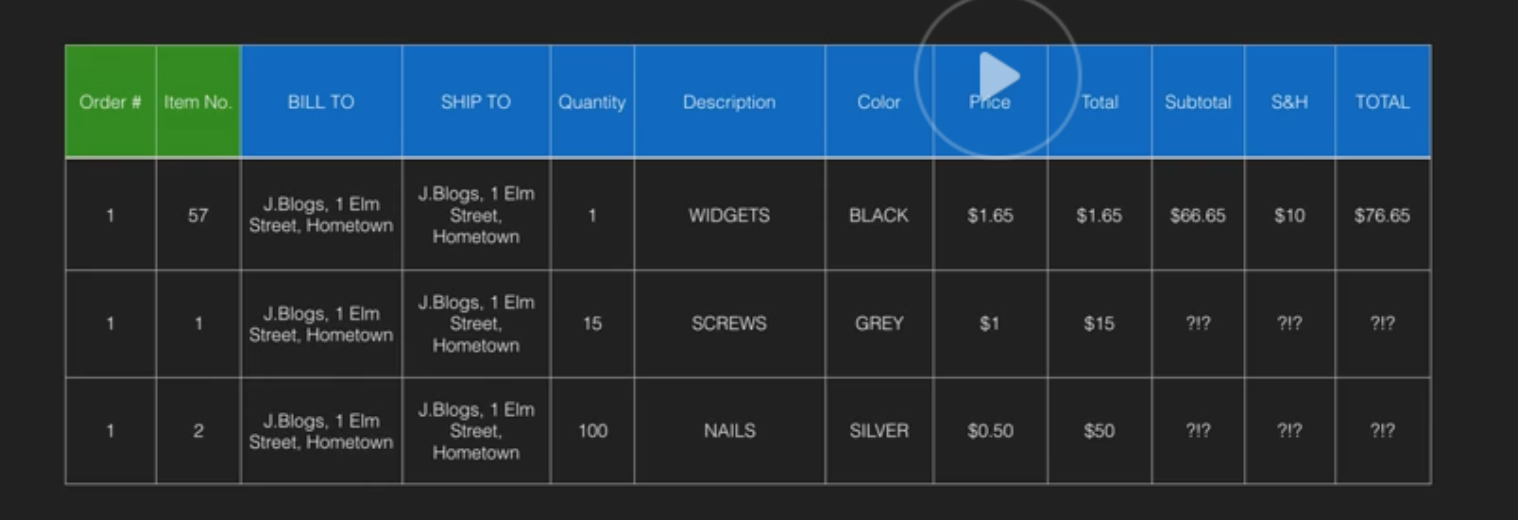 Order # Item No. BILL TO SHIP TO Quantity Description Color Price Total Subtotal S&H TOTAL
1 57 J.Blogs, 1 Elm Street, Hometown J.Blogs, 1 Elm Street, Hometown 1 WIDGETS BLACK $1.65 $1.65 $66.65 $10 $76.65
1 1 J.Blogs, 1 Elm Street, Hometown J.Blogs, 1 Elm Street, Hometown 15 SCREWS GREY $1 $15 ?!? ?!? ?!?
1 2 J.Blogs, 1 Elm Street, Hometown J.Blogs, 1 Elm Street, Hometown 100 NAILS SILVER $0.50 $50 ?!? ?!? ?!?